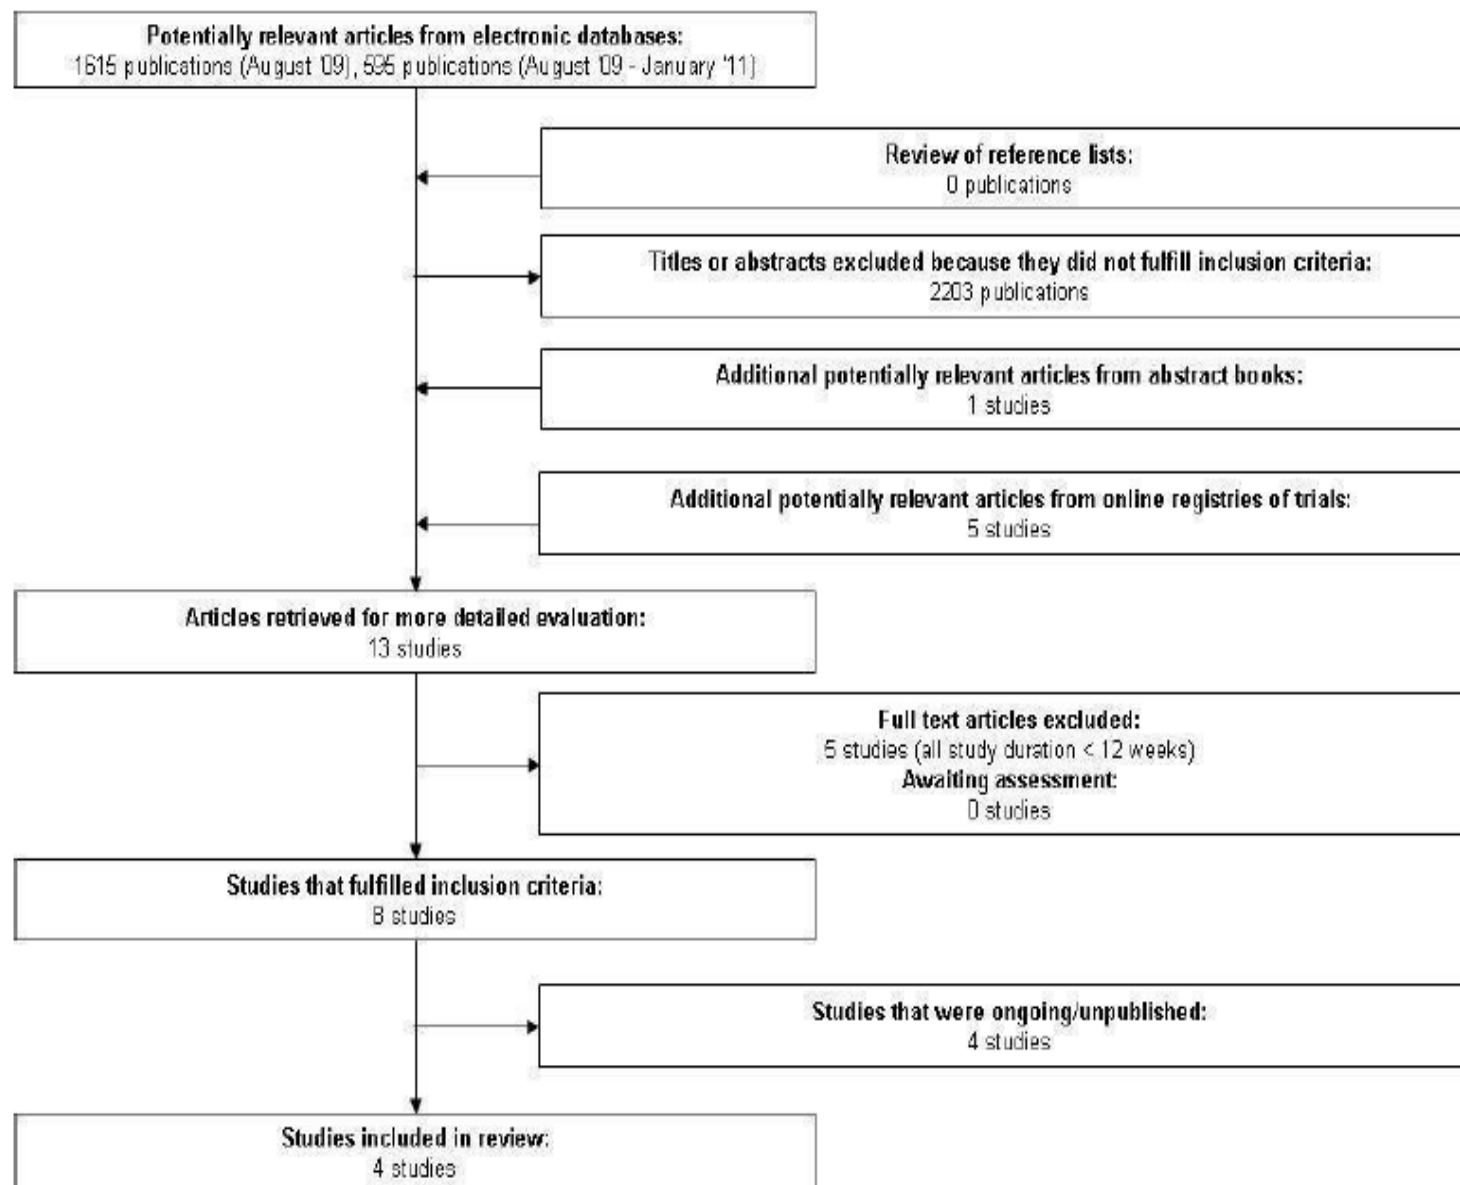 Potentially relevant articles from electronic databases:
1615 publications (August '09), 595 publications (August '09 - January '11)
Review of reference lists:
0 publications
Titles or abstracts excluded because they did not fulfill inclusion criteria:
2203 publications
Additional potentially relevant articles from abstract books:
1 studies
Additional potentially relevant articles from online registries of trials:
5 studies
Articles retrieved for more detailed evaluation:
13 studies
Full text articles excluded:
5 studies (all study duration < 12 weeks)
Awaiting assessment:
0 studies
Studies that fulfilled inclusion criteria:
8 studies
Studies that were ongoing/unpublished:
4 studies
Studies included in review:
4 studies